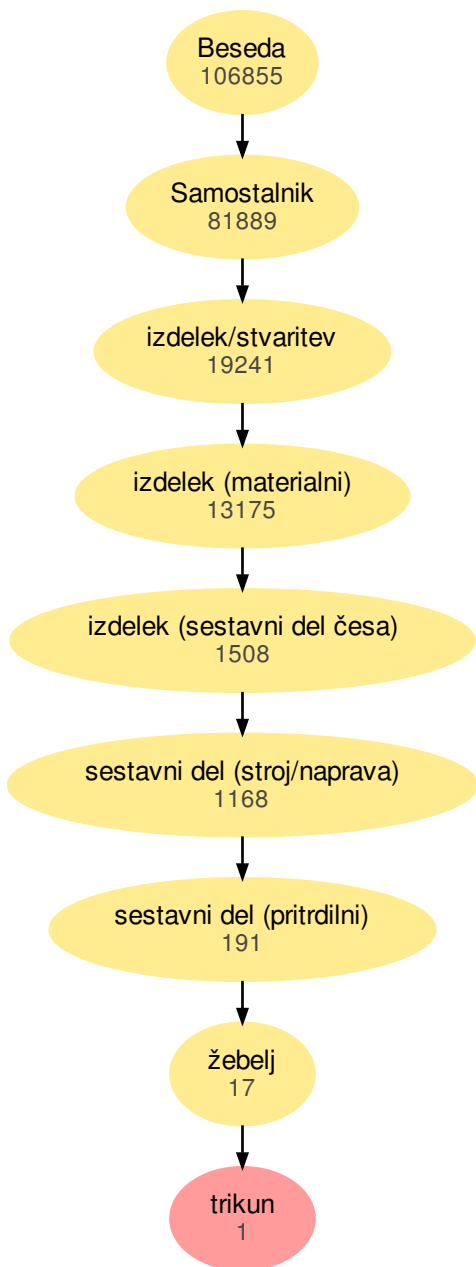 Beseda
106855
Samostalnik
81889
izdelek/stvaritev
19241
izdelek (materialni)
13175
izdelek (sestavni del česa)
1508
sestavni del (stroj/naprava)
1168
sestavni del (pritrdilni)
191
žebelj
17
trikun
1